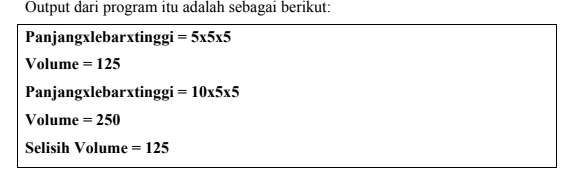 Output dari program itu adalah sebagai berikut:
Panjangxlebarxtinggi = 5x5x5
Volume = 125
Panjangxlebarxtinggi = 10x5x5
Volume = 250
Selisih Volume = 125